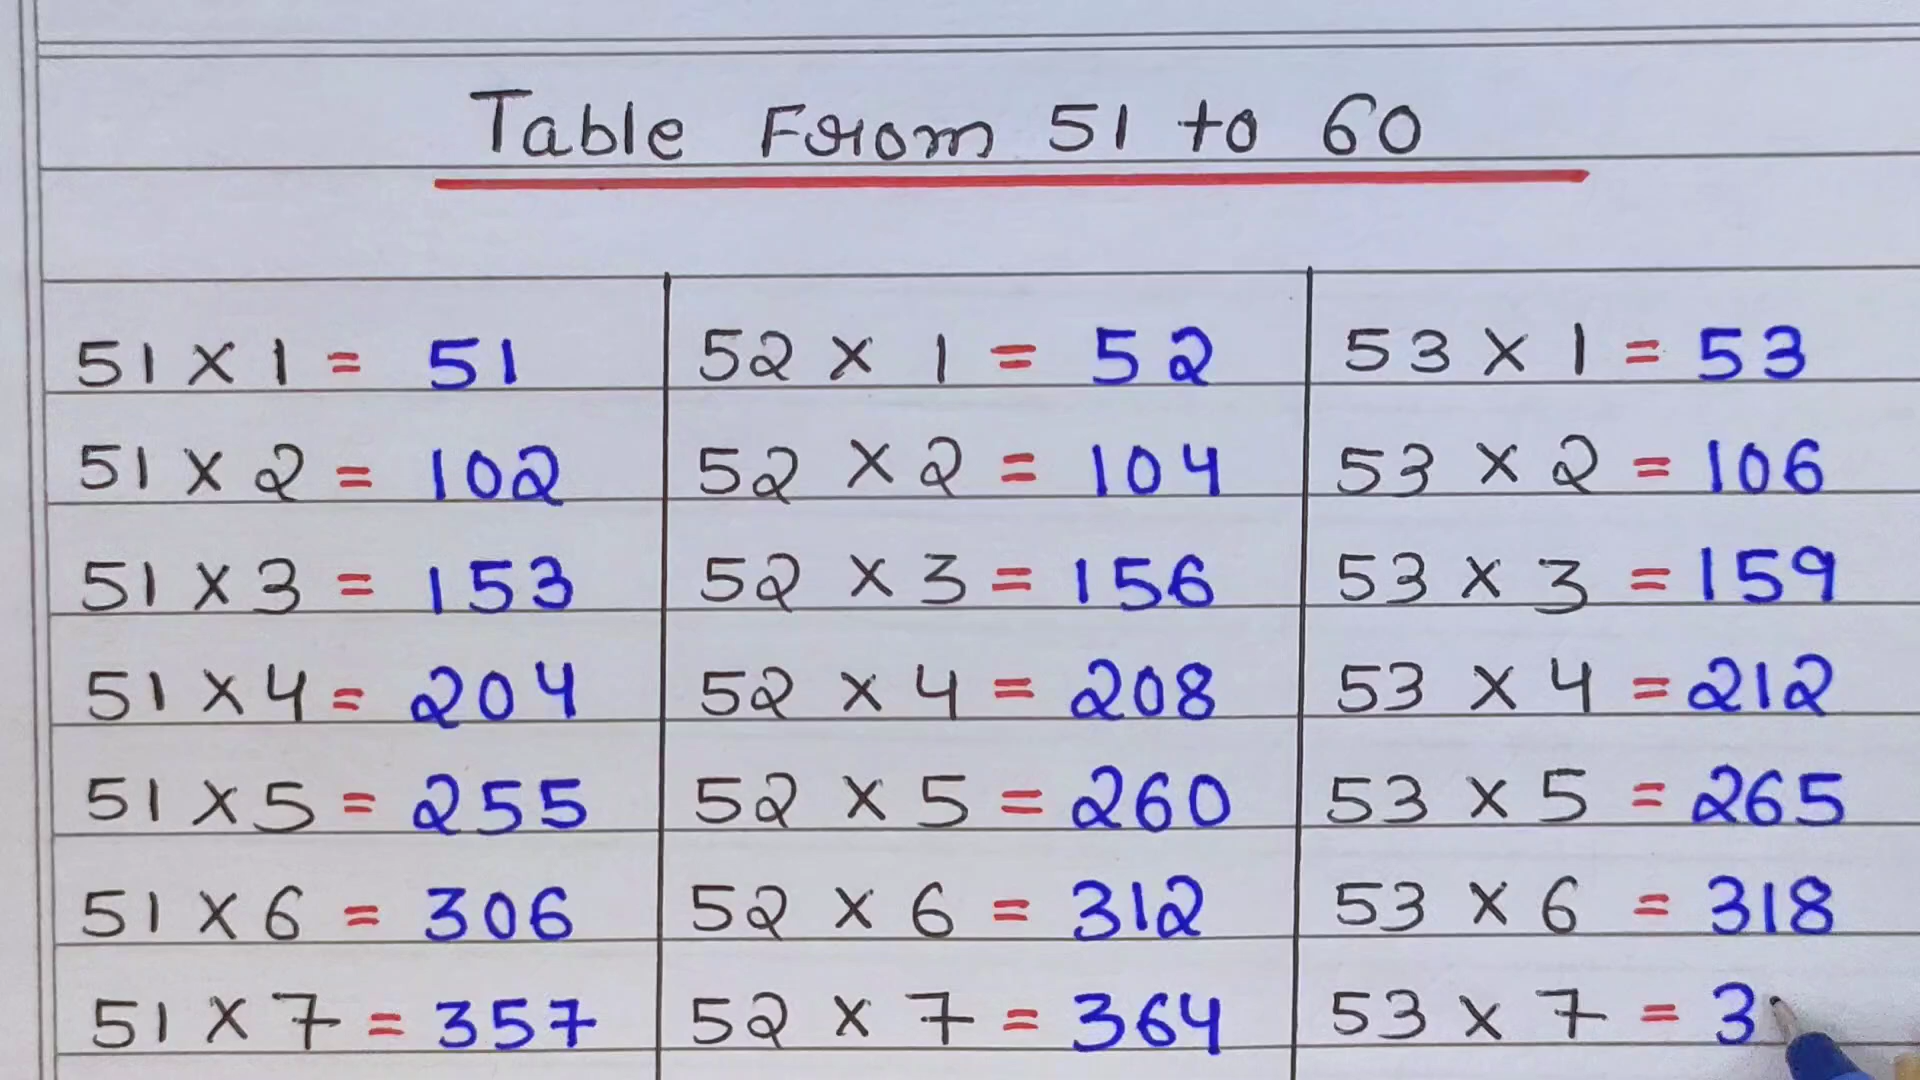 Table From 51 to 60
51 x 1 = 51
52 x 1 = 52
53 x 1 = 53
51 x 2 = 102
52 x 2 = 104
53 x 2 = 106
51 x 3 = 153
52 x 3 = 156
53 x 3 = 159
51 x 4 = 204
52 x 4 = 208
53 x 4 = 212
51 x 5 = 255
52 x 5 = 260
53 x 5 = 265
51 x 6 = 306
52 x 6 = 312
53 x 6 = 318
51 x 7 = 357
52 x 7 = 364
53 x 7 = 3